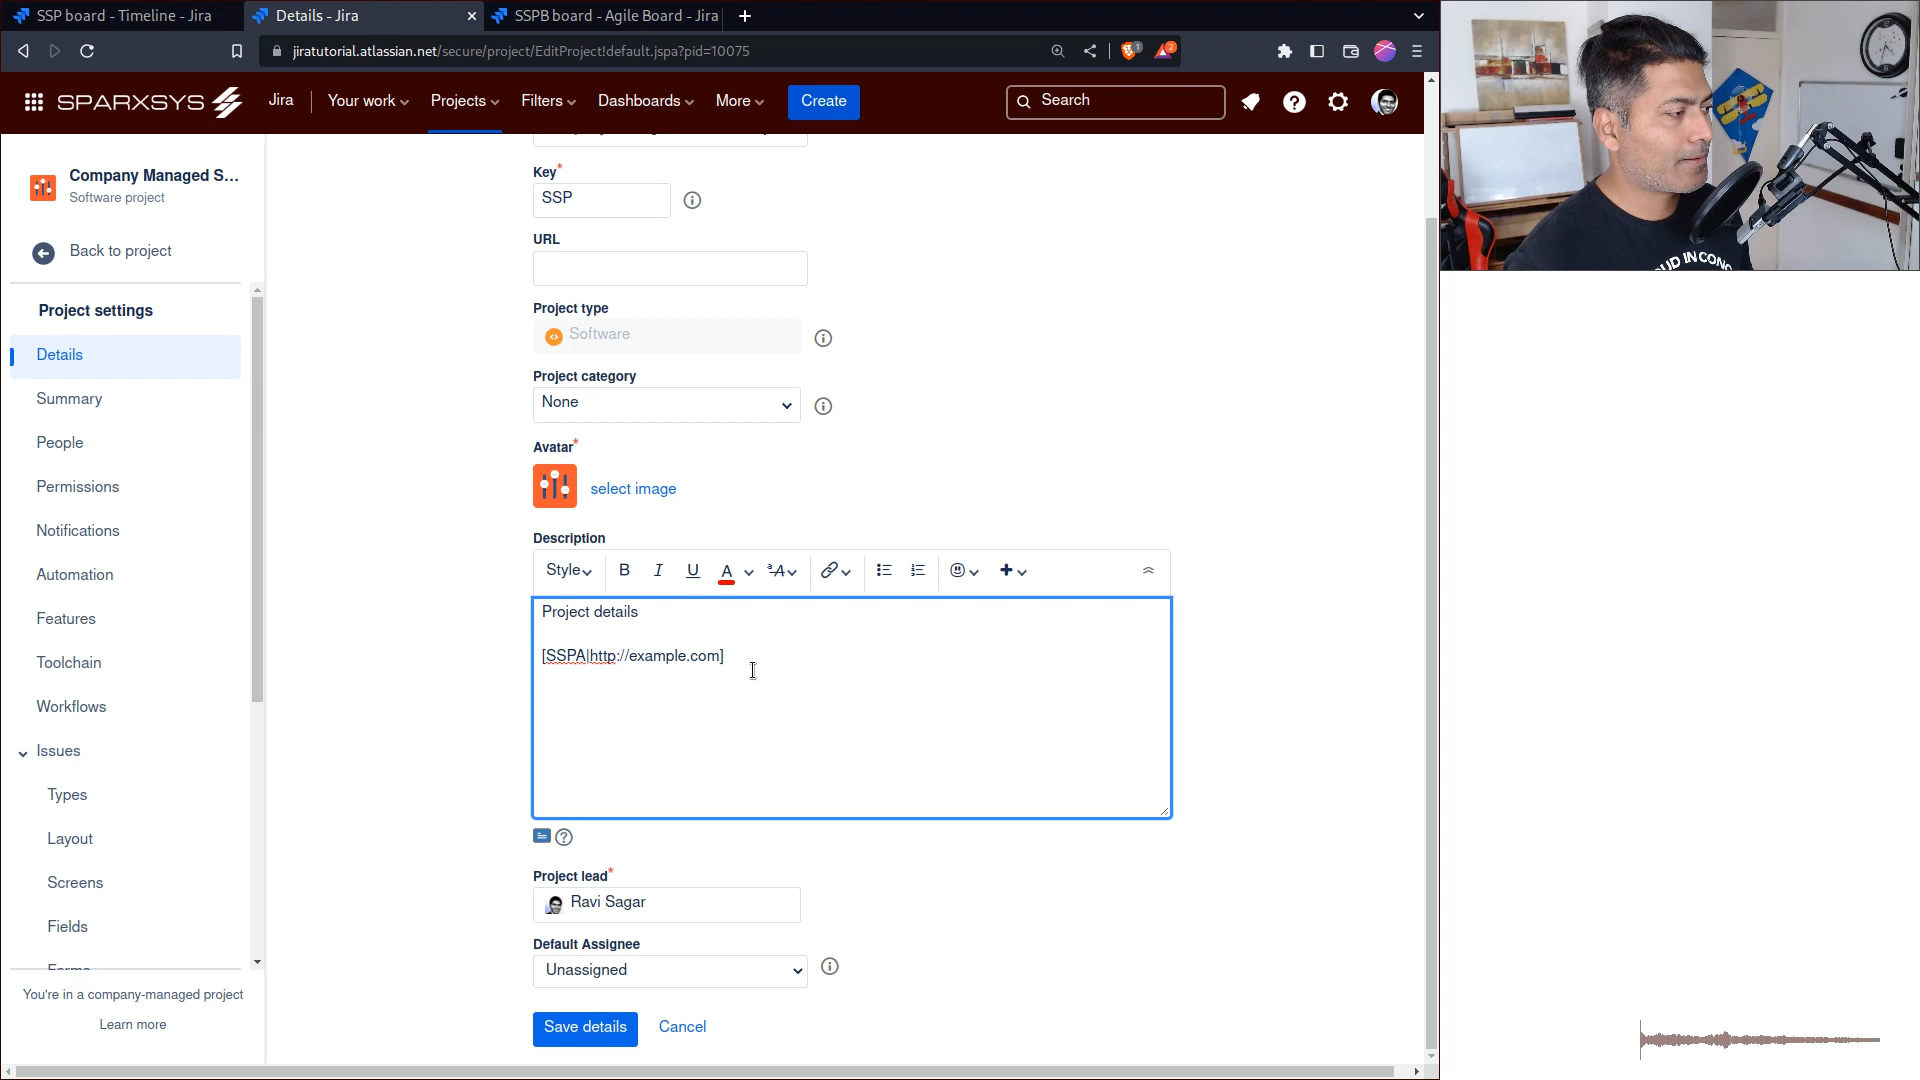 SSP board - Timeline - Jira
Details - Jira
SSPB board - Agile Board - Jira
jiratutorial.atlassian.net/secure/project/EditProject!default.jspa?pid=10075
1
2
SPARXSYS
Jira
Your work
Projects
Filters
Dashboards
More
Create
Search
Company Managed S...
Software project
Back to project
Project settings
Details
Summary
People
Permissions
Notifications
Automation
Features
Toolchain
Workflows
Issues
Types
Layout
Screens
Fields
Forms
You're in a company-managed project
Learn more
Key*
SSP
URL
Project type
Software
Project category
None
Avatar*
select image
Description
Style
B
I
U
A
ªA
Project details
[SSPA|http://example.com]
Project lead*
Ravi Sagar
Default Assignee
Unassigned
Save details
Cancel